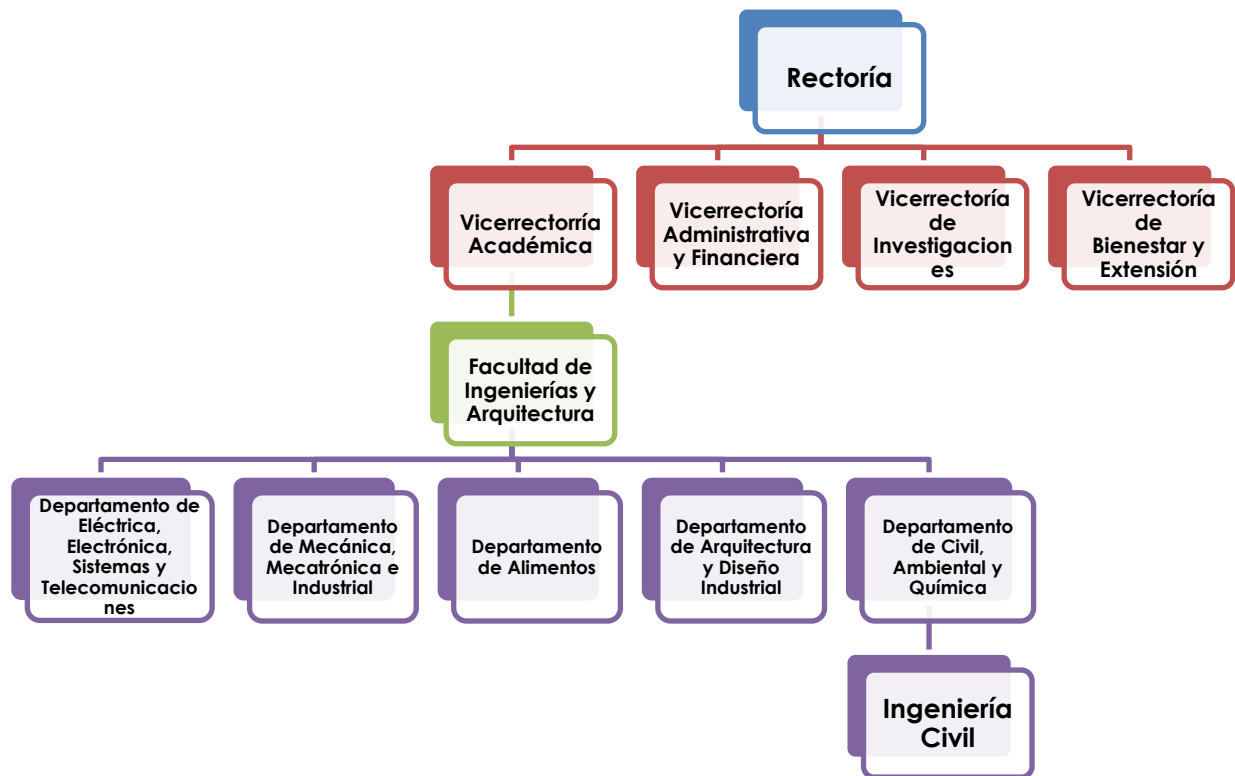 Rectoría
Vicerrectorría
Académica
Vicerrectoría
Administrativa
y Financiera
Vicerrectoría
de
Investigacion
es
Vicerrectoría
de
Bienestar y
Extensión
Facultad de
Ingenierías y
Arquitectura
Departamento de
Eléctrica,
Electrónica,
Sistemas y
Telecomunicacio
nes
Departamento
de Mecánica,
Mecatrónica e
Industrial
Departamento
de Alimentos
Departamento
de Arquitectura
y Diseño
Industrial
Departamento
de Civil,
Ambiental y
Química
Ingeniería
Civil